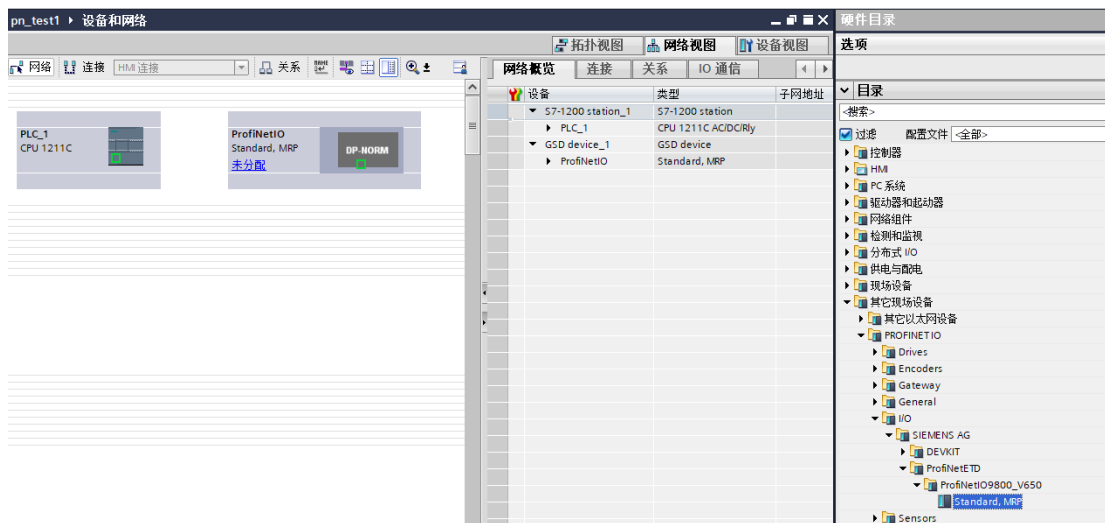 pn_test1 ▸ 设备和网络
拓扑视图 网络视图 设备视图
网络 连接 HMI 连接 关系
PLC_1
CPU 1211C
ProfiNetIO
Standard, MRP
未分配
DP-NORM
网络概览 连接 关系 IO 通信
设备 类型 子网地址
S7-1200 station_1 S7-1200 station
PLC_1 CPU 1211C AC/DC/Rly
GSD device_1 GSD device
ProfiNetIO Standard, MRP
硬件目录
选项
目录
<搜索>
过滤 配置文件 <全部>
控制器
HMI
PC 系统
驱动器和起动器
网络组件
检测和监视
分布式 I/O
供电与配电
现场设备
其它现场设备
其它以太网设备
PROFINET IO
Drives
Encoders
Gateway
General
I/O
SIEMENS AG
DEVKIT
ProfiNetETD
ProfiNetIO9800_V650
Standard, MRP
Sensors